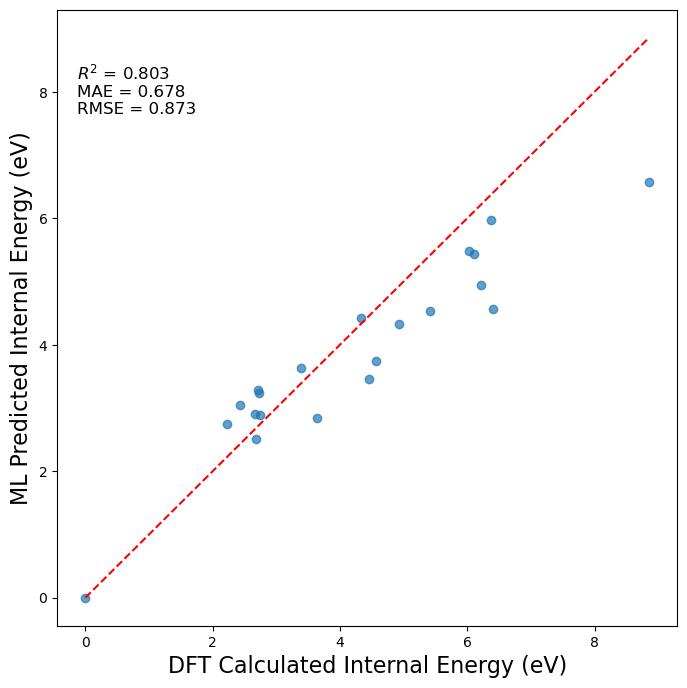 R² = 0.803
MAE = 0.678
RMSE = 0.873
ML Predicted Internal Energy (eV)
8
6
4
2
0
0 2 4 6 8
DFT Calculated Internal Energy (eV)